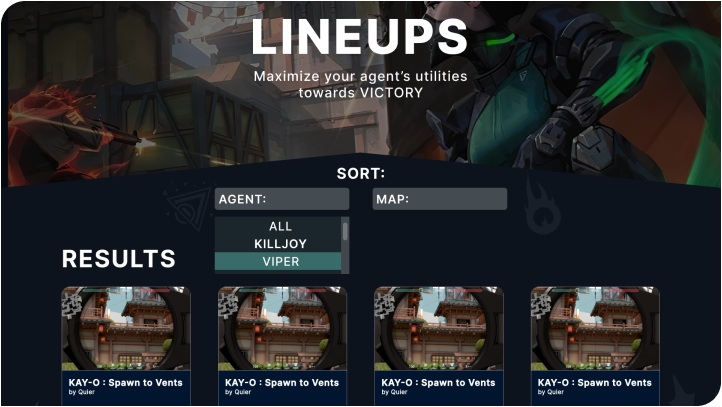 LINEUPS
Maximize your agent's utilities
towards VICTORY
SORT:
AGENT:
MAP:
ALL
KILLJOY
VIPER
RESULTS
KAY-O : Spawn to Vents
by Quier
KAY-O : Spawn to Vents
by Quier
KAY-O : Spawn to Vents
by Quier
KAY-O : Spawn to Vents
by Quier